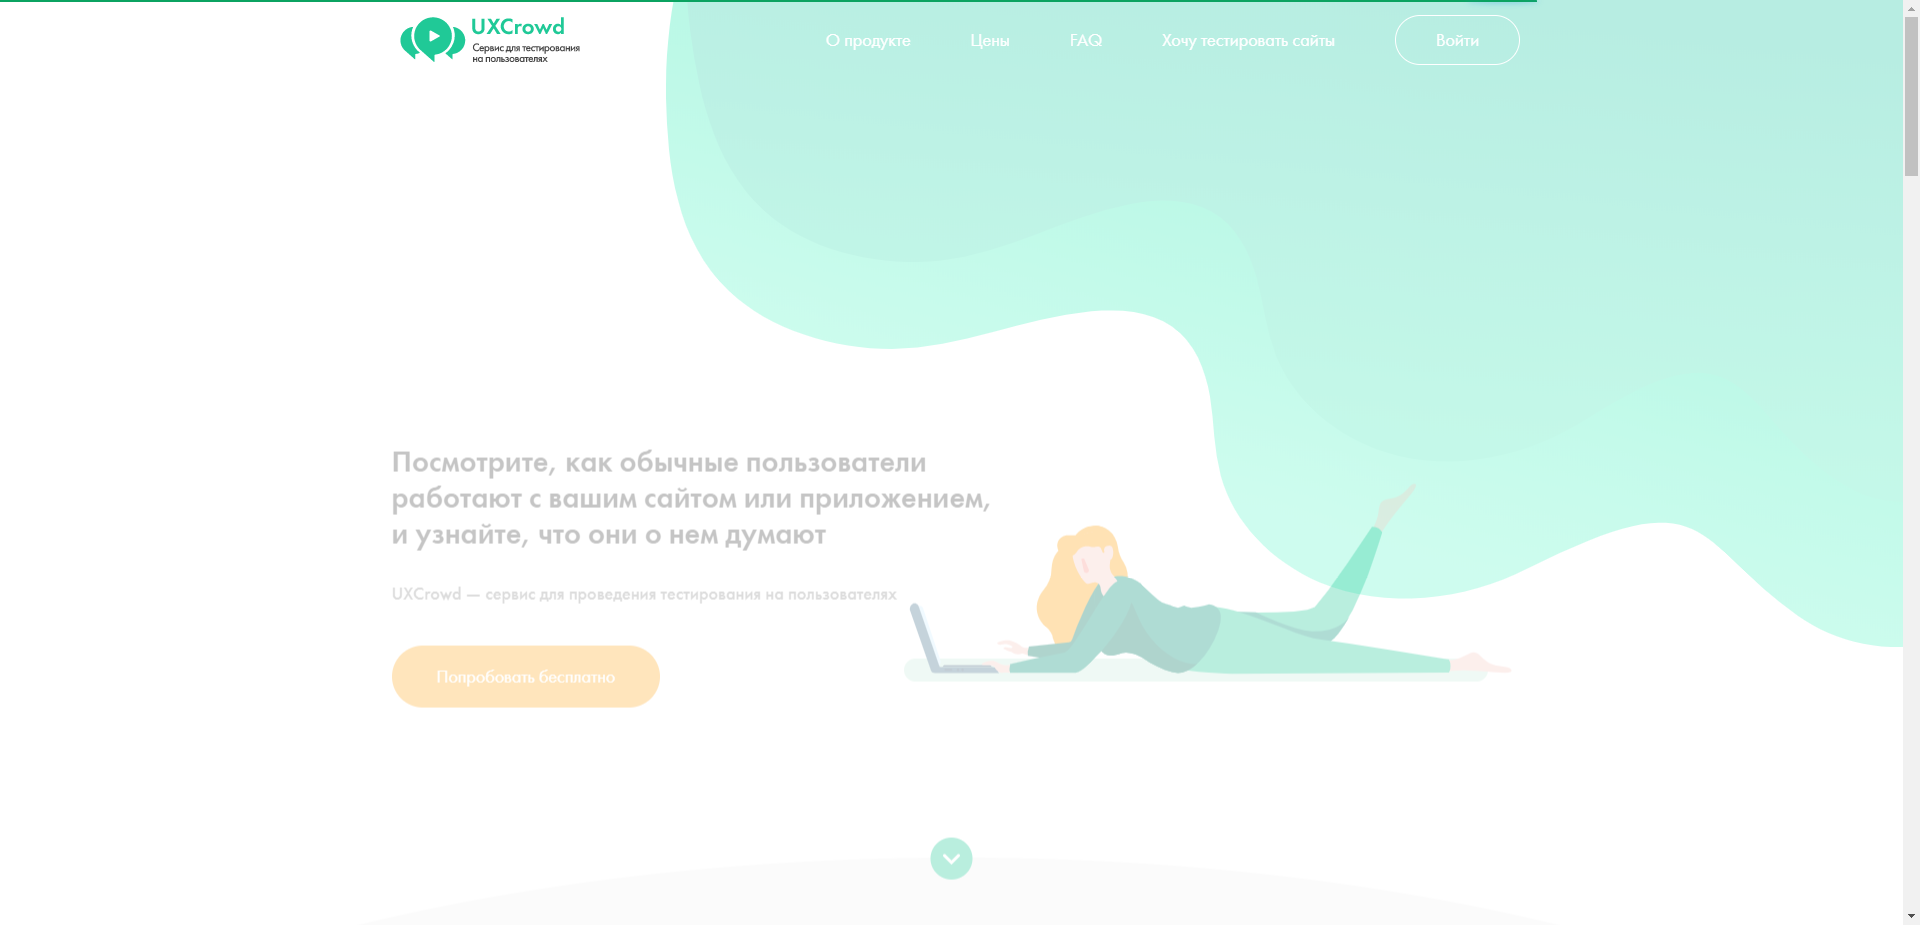 UXCrowd
Сервис для тестирования
на пользователях
О продукте
Цены
FAQ
Хочу тестировать сайты
Войти
Посмотрите, как обычные пользователи
работают с вашим сайтом или приложением,
и узнайте, что они о нем думают
UXCrowd — сервис для проведения тестирования на пользователях
Попробовать бесплатно